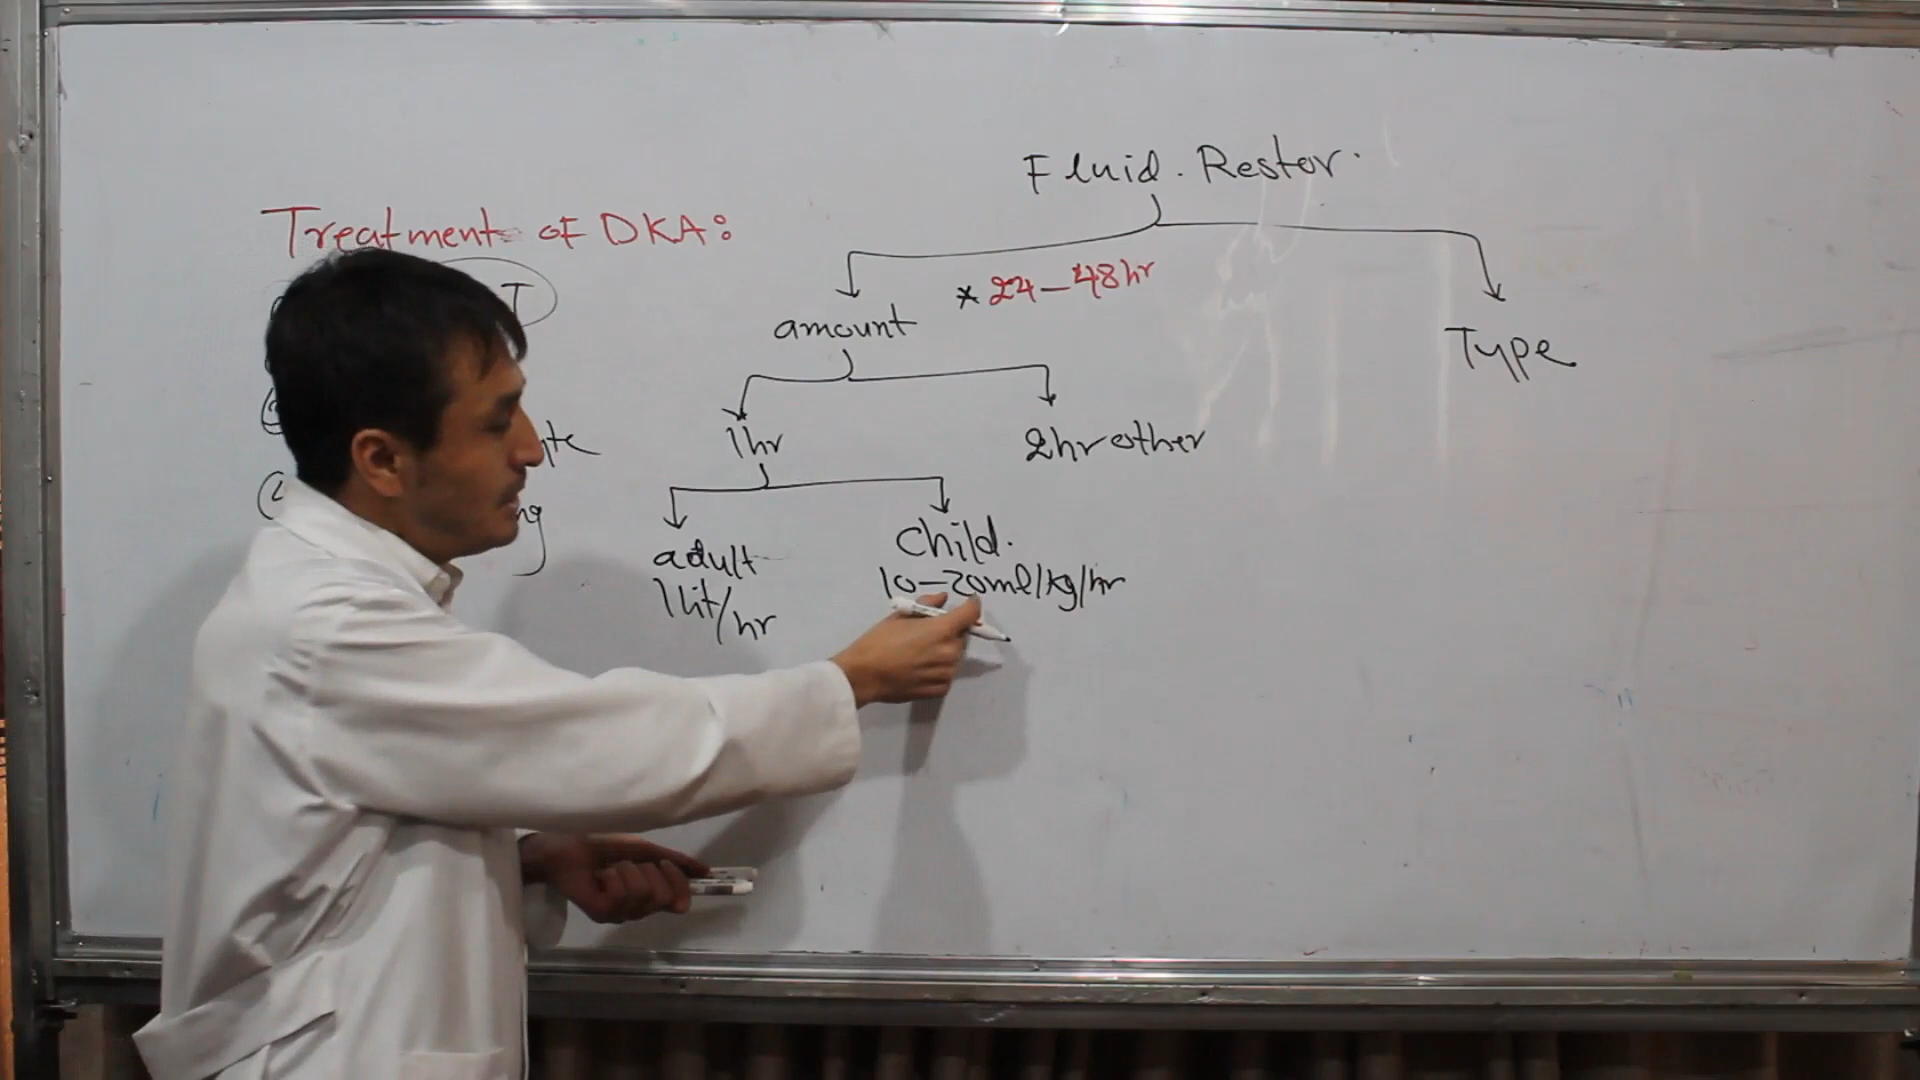 Treatment of DKA:
T
Fluid. Restor.
* 24-48hr
amount
Type
1hr
2hr other
adult
1 lit/hr
Child.
10-20ml/kg/hr